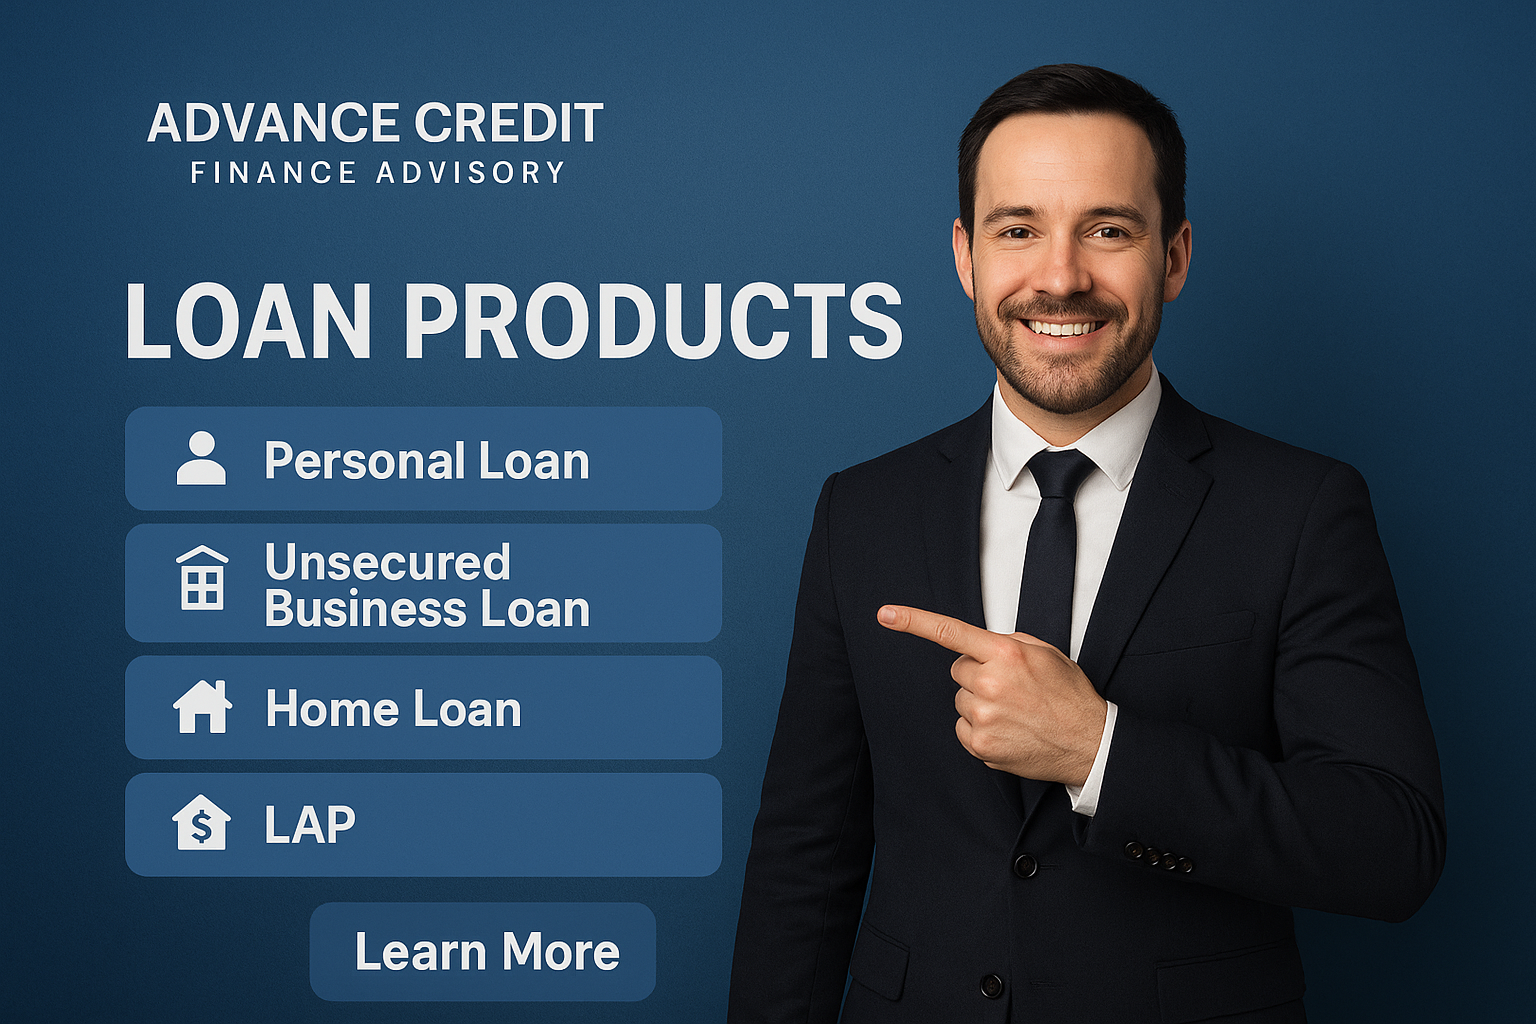 ADVANCE CREDIT
FINANCE ADVISORY
LOAN PRODUCTS
Personal Loan
Unsecured
Business Loan
Home Loan
$
LAP
Learn More